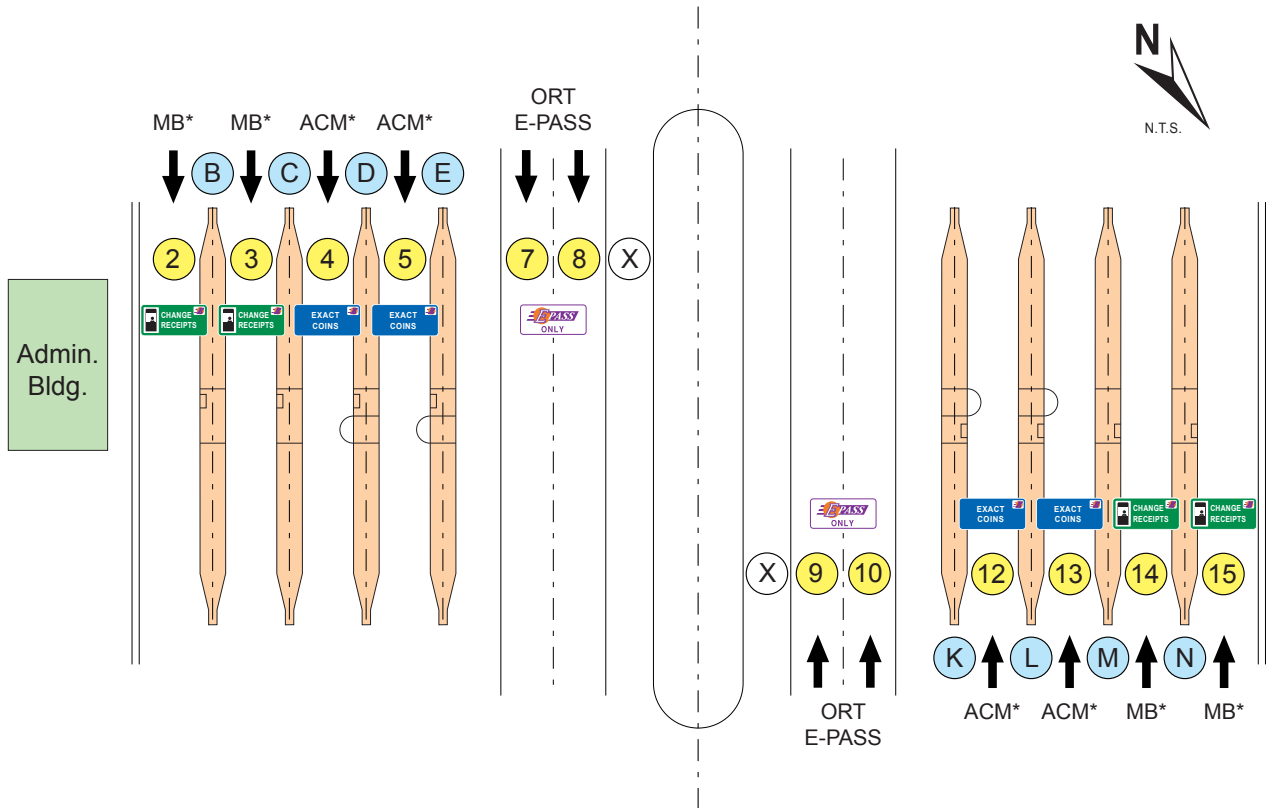 N
N.T.S.
ORT
E-PASS
MB*
MB*
ACM*
ACM*
B
C
D
E
2
3
4
5
7
8
X
CHANGE
RECEIPTS
CHANGE
RECEIPTS
EXACT
COINS
EXACT
COINS
E PASS
ONLY
Admin.
Bldg.
E PASS
ONLY
EXACT
COINS
EXACT
COINS
CHANGE
RECEIPTS
CHANGE
RECEIPTS
X
9
10
12
13
14
15
K
L
M
N
ORT
E-PASS
ACM*
ACM*
MB*
MB*